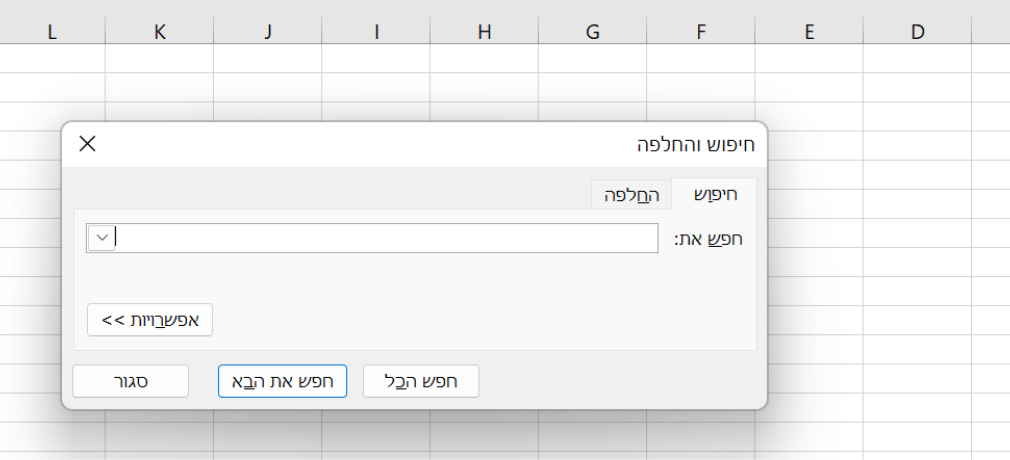 D E F G H I J K L
חיפוש והחלפה
חיפוש החלפה
חפש את:
אפשרויות >>
חפש הכל חפש את הבא סגור